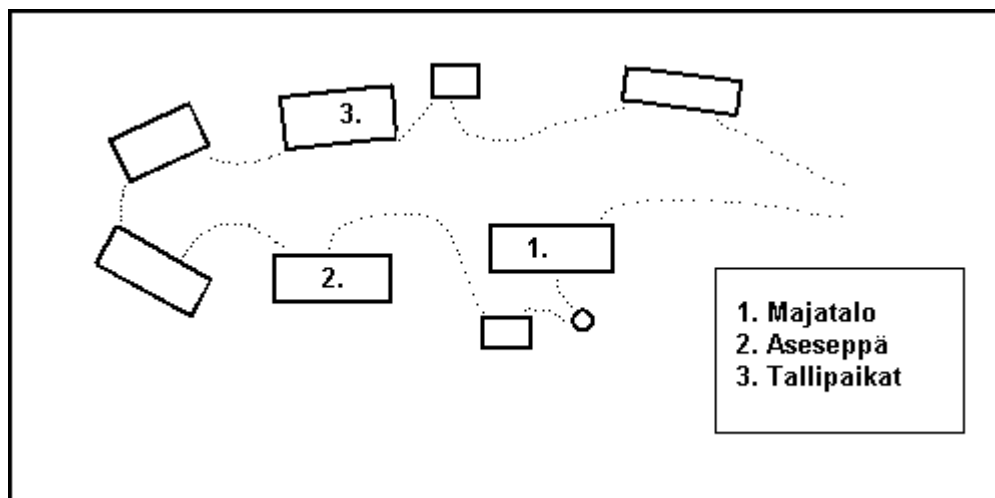 3.
1.
2.
1. Majatalo
2. Aseseppä
3. Tallipaikat